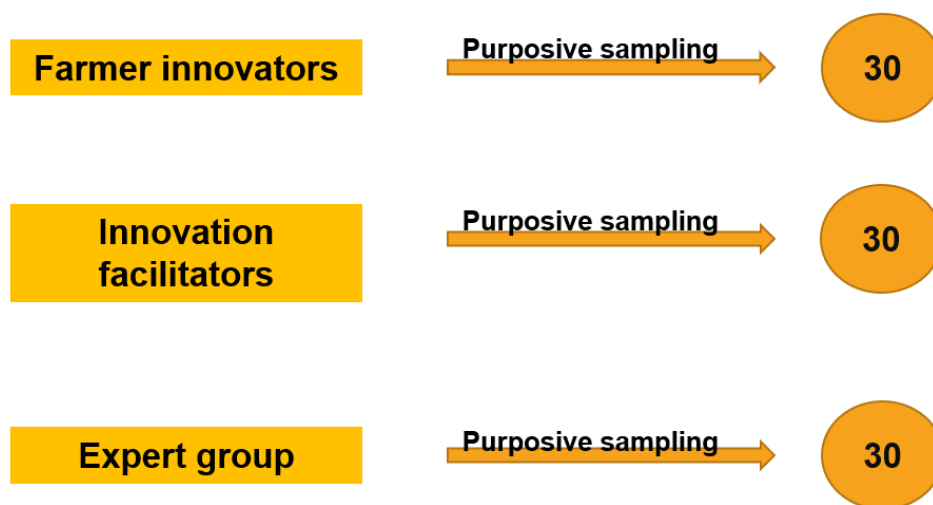 Farmer innovators
Purposive sampling
30
Innovation
facilitators
Purposive sampling
30
Expert group
Purposive sampling
30